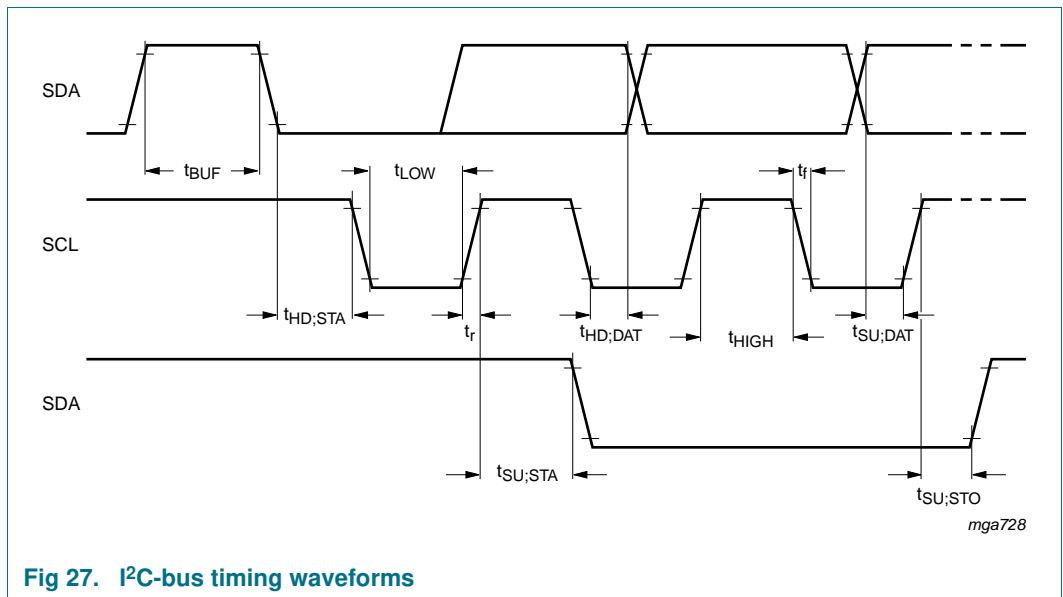 SDA
tBUF
tLOW
tf
SCL
tHD;STA
tr
tHD;DAT
tHIGH
tSU;DAT
SDA
tSU;STA
tSU;STO
mga728
Fig 27. I²C-bus timing waveforms